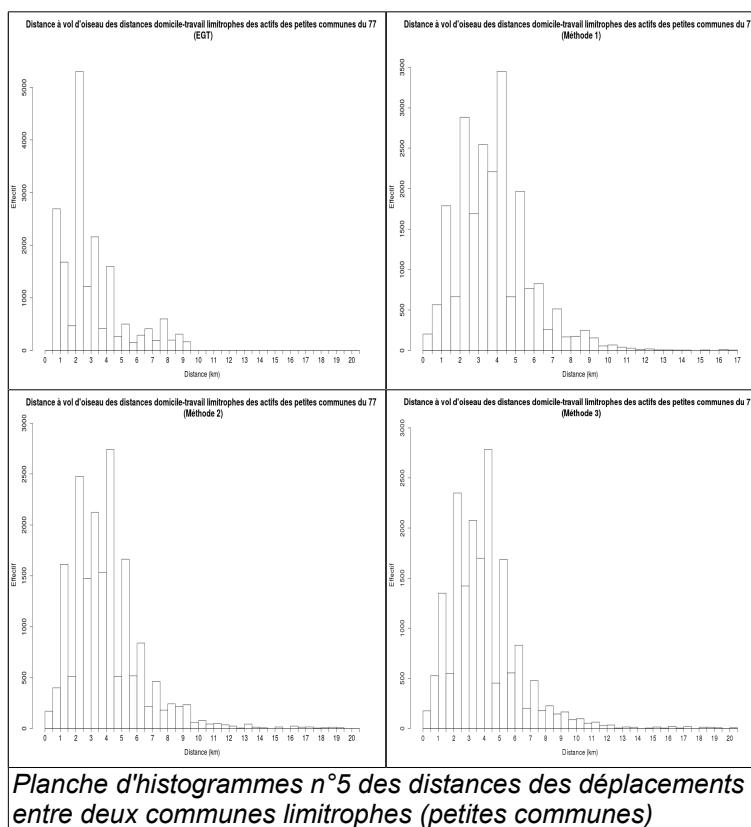 Distance à vol d'oiseau des distances domicile-travail limitrophes des actifs des petites communes du 77
(EGT)
Effectif
0 1000 2000 3000 4000 5000
0 1 2 3 4 5 6 7 8 9 10 11 12 13 14 15 16 17 18 19 20
Distance (km)
Distance à vol d'oiseau des distances domicile-travail limitrophes des actifs des petites communes du 77
(Méthode 1)
Effectif
0 500 1000 1500 2000 2500 3000 3500
0 1 2 3 4 5 6 7 8 9 10 11 12 13 14 15 16 17
Distance (km)
Distance à vol d'oiseau des distances domicile-travail limitrophes des actifs des petites communes du 77
(Méthode 2)
Effectif
0 500 1000 1500 2000 2500 3000
0 1 2 3 4 5 6 7 8 9 10 11 12 13 14 15 16 17 18 19 20
Distance (km)
Distance à vol d'oiseau des distances domicile-travail limitrophes des actifs des petites communes du 77
(Méthode 3)
Effectif
0 500 1000 1500 2000 2500 3000
0 1 2 3 4 5 6 7 8 9 10 11 12 13 14 15 16 17 18 19 20
Distance (km)
Planche d'histogrammes n°5 des distances des déplacements
entre deux communes limitrophes (petites communes)